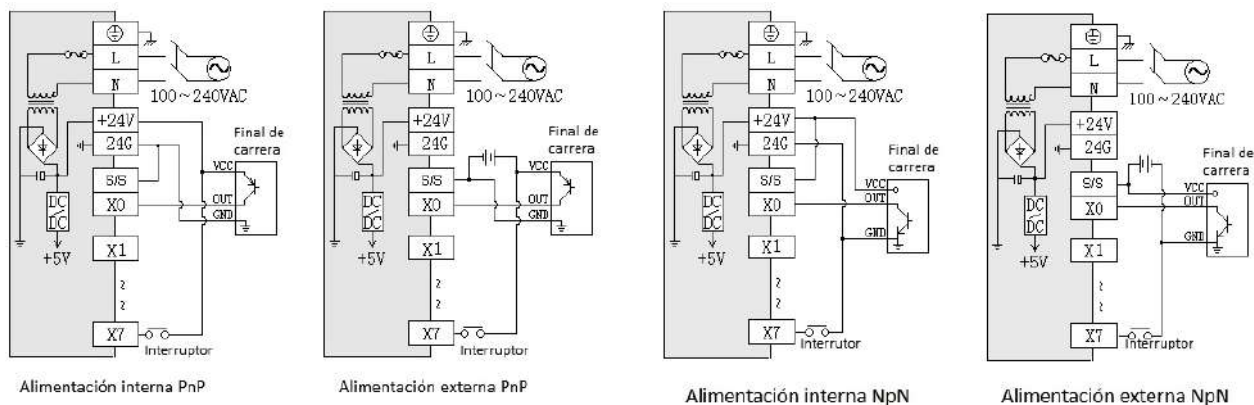 L
N
100~240VAC
+24V
24G
S/S
X0
X1
X7
DC
DC
+5V
Final de
carrera
VCC
OUT
GND
Interruptor
Alimentación interna PnP
L
N
100~240VAC
+24V
24G
S/S
X0
X1
X7
DC
DC
+5V
Final de
carrera
VCC
OUT
GND
Interruptor
Alimentación externa PnP
L
N
100~240VAC
+24V
24G
S/S
X0
X1
X7
DC
DC
+5V
Final de
carrera
VCC
OUT
GND
Interrutor
Alimentación interna NpN
L
N
100~240VAC
+24V
24G
S/S
X0
X1
X7
DC
DC
+5V
Final de
carrera
VCC
OUT
GND
Interruptor
Alimentación externa NpN